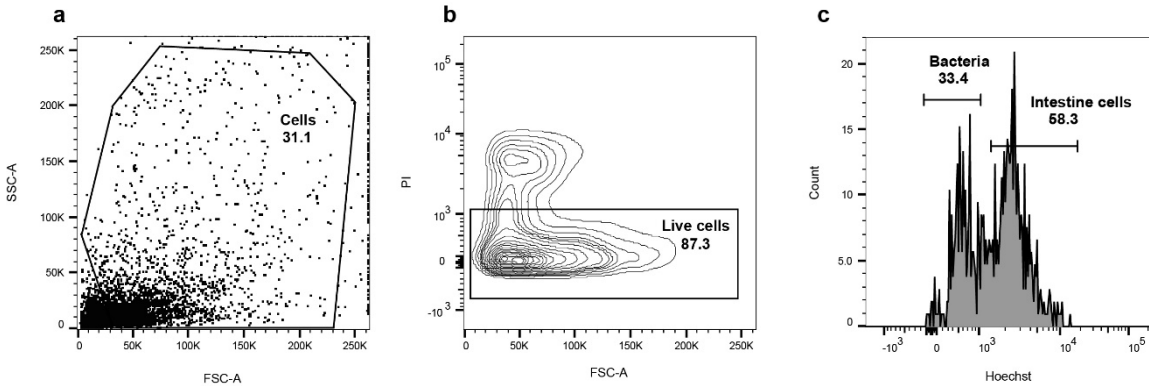 a
250K
200K
150K
100K
50K
0
SSC-A
Cells
31.1
0 50K 100K 150K 200K 250K
FSC-A
b
10^5
10^4
10^3
0
-10^3
PI
Live cells
87.3
0 50K 100K 150K 200K 250K
FSC-A
c
20
15
10
5.0
0
Count
Bacteria
33.4
Intestine cells
58.3
-10^3 0 10^3 10^4 10^5
Hoechst